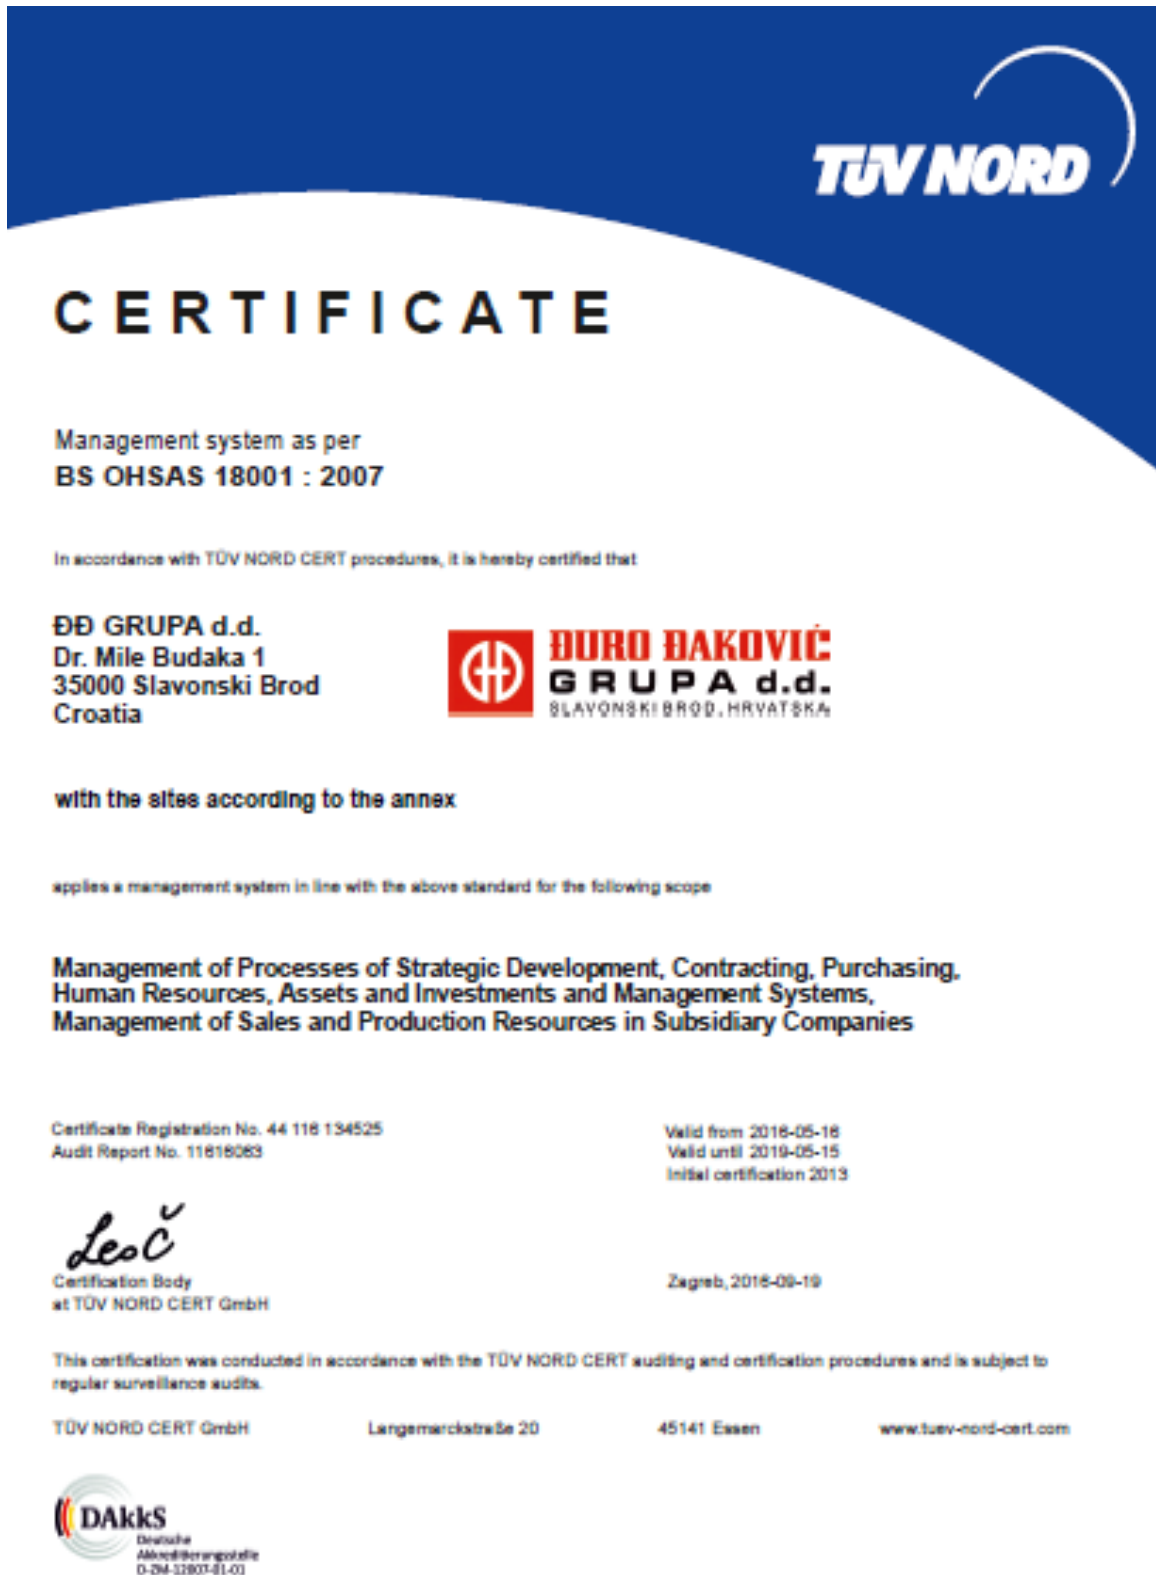 TÜV NORD
CERTIFICATE
Management system as per
BS OHSAS 18001 : 2007
In accordance with TÜV NORD CERT procedures, it is hereby certified that
ĐĐ GRUPA d.d.
Dr. Mile Budaka 1
35000 Slavonski Brod
Croatia
ĐURO ĐAKOVIĆ
GRUPA d.d.
SLAVONSKI BROD, HRVATSKA
with the sites according to the annex
applies a management system in line with the above standard for the following scope
Management of Processes of Strategic Development, Contracting, Purchasing,
Human Resources, Assets and Investments and Management Systems,
Management of Sales and Production Resources in Subsidiary Companies
Certificate Registration No. 44 116 134525
Audit Report No. 11616063
Valid from 2016-05-16
Valid until 2019-05-15
Initial certification 2013
Certification Body
at TÜV NORD CERT GmbH
Zagreb, 2016-09-19
This certification was conducted in accordance with the TÜV NORD CERT auditing and certification procedures and is subject to
regular surveillance audits.
TÜV NORD CERT GmbH Langemarckstraße 20 45141 Essen www.tuev-nord-cert.com
DAkkS
Deutsche
Akkreditierungsstelle
D-ZM-12007-01-01